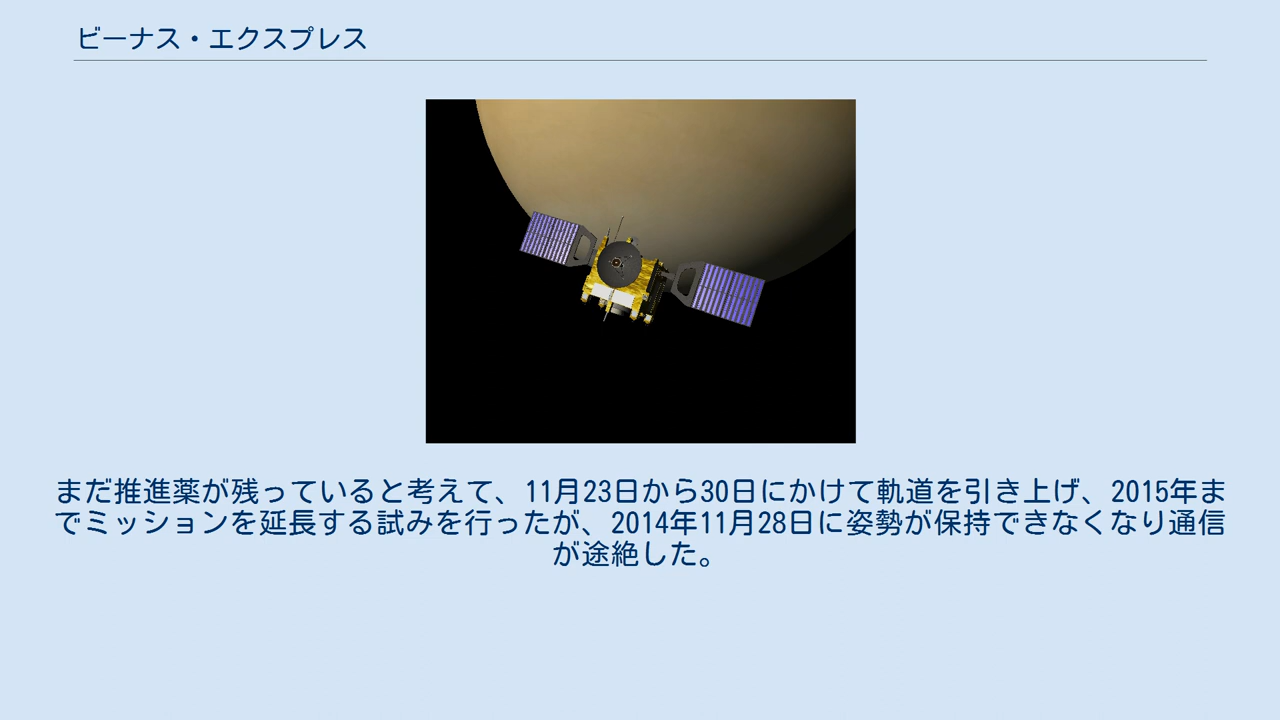 ビーナス・エクスプレス
まだ推進薬が残っていると考えて、11月23日から30日にかけて軌道を引き上げ、2015年ま
でミッションを延長する試みを行ったが、2014年11月28日に姿勢が保持できなくなり通信
が途絶した。